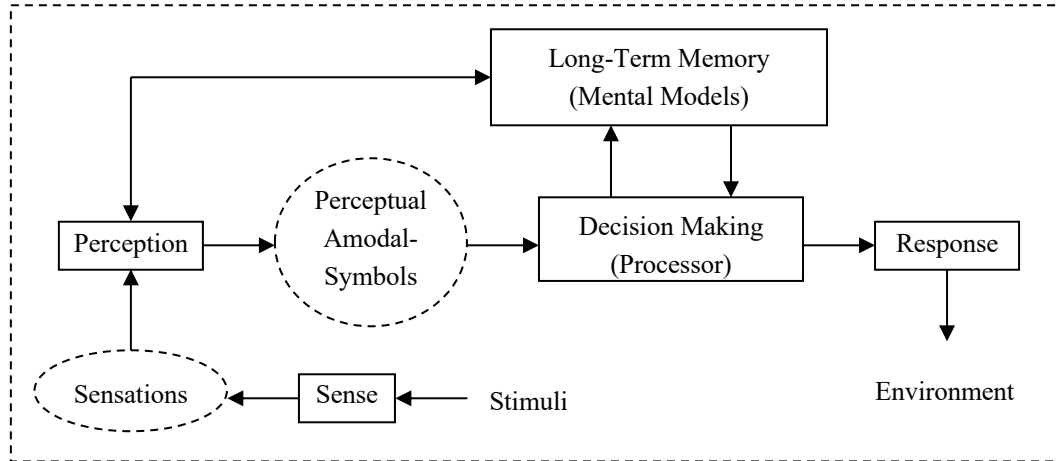 Long-Term Memory
(Mental Models)
Perceptual
Amodal-
Symbols
Perception
Decision Making
(Processor)
Response
Sensations
Sense
Stimuli
Environment